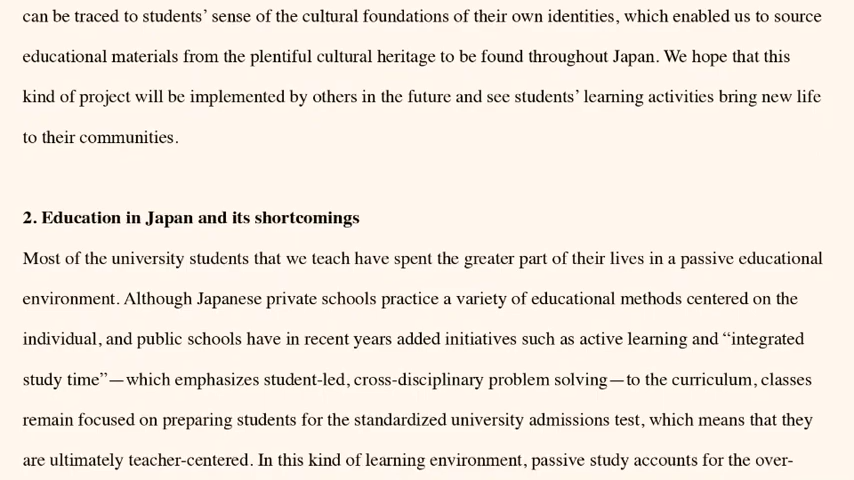 can be traced to students’ sense of the cultural foundations of their own identities, which enabled us to source
educational materials from the plentiful cultural heritage to be found throughout Japan. We hope that this
kind of project will be implemented by others in the future and see students’ learning activities bring new life
to their communities.
2. Education in Japan and its shortcomings
Most of the university students that we teach have spent the greater part of their lives in a passive educational
environment. Although Japanese private schools practice a variety of educational methods centered on the
individual, and public schools have in recent years added initiatives such as active learning and “integrated
study time”—which emphasizes student-led, cross-disciplinary problem solving—to the curriculum, classes
remain focused on preparing students for the standardized university admissions test, which means that they
are ultimately teacher-centered. In this kind of learning environment, passive study accounts for the over-